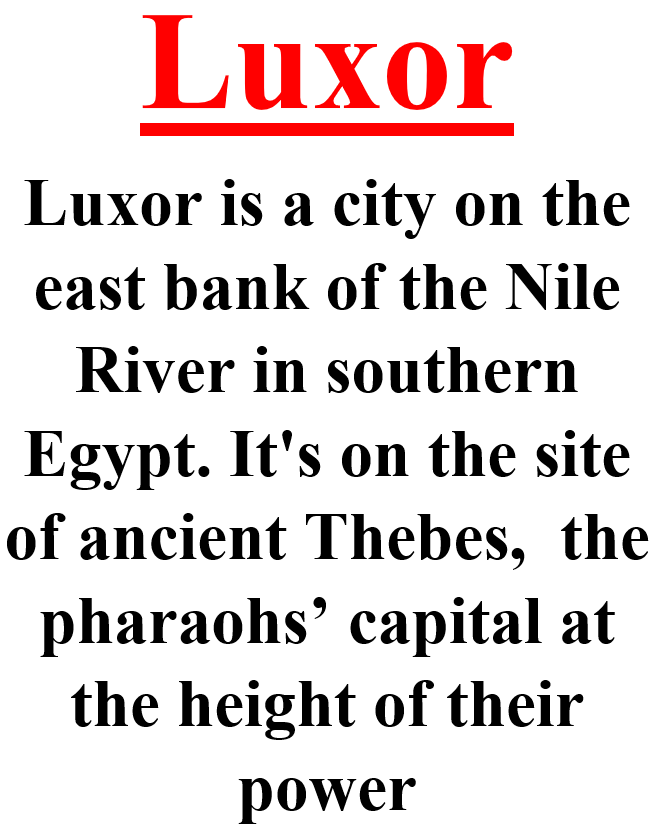 Luxor
Luxor is a city on the
east bank of the Nile
River in southern
Egypt. It's on the site
of ancient Thebes,  the
pharaohs’ capital at
the height of their
power